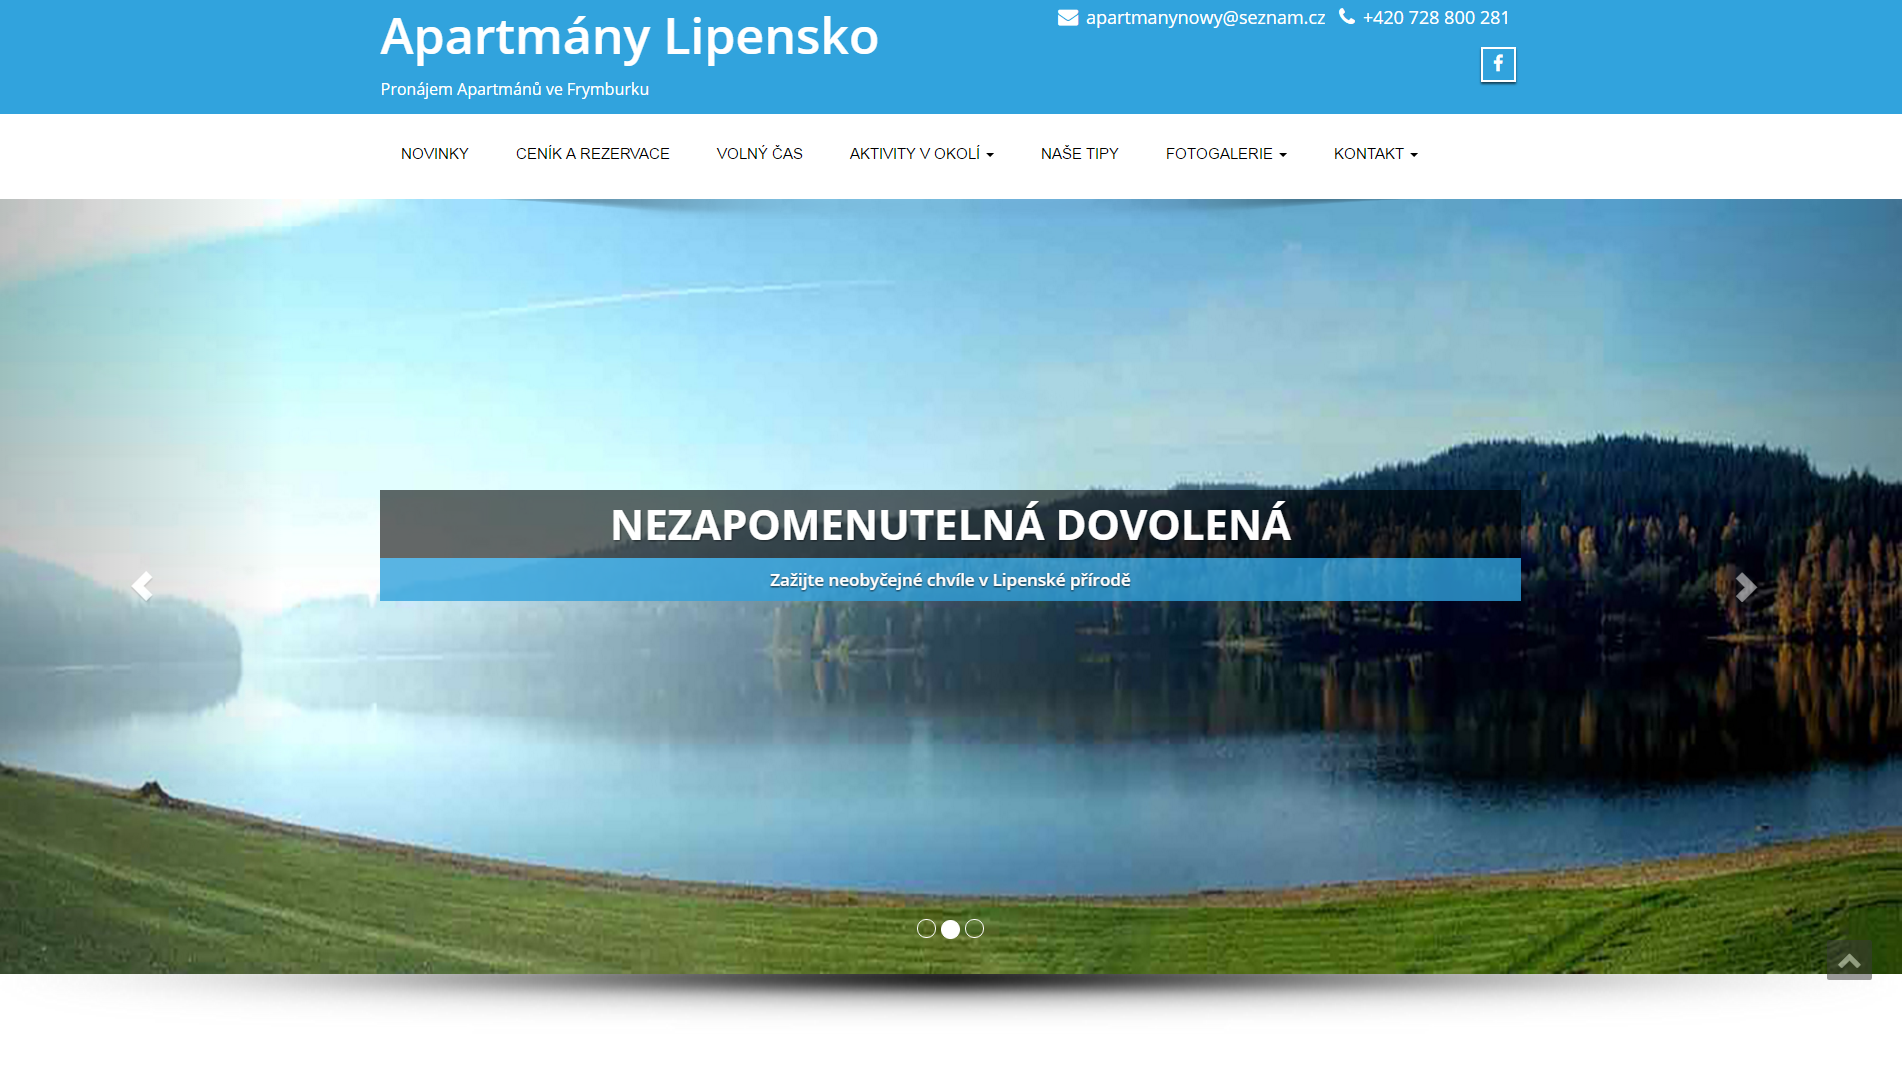 Apartmány Lipensko
apartmanynowy@seznam.cz +420 728 800 281
Pronájem Apartmánů ve Frymburku
NOVINKY CENÍK A REZERVACE VOLNÝ ČAS AKTIVITY V OKOLÍ NAŠE TIPY FOTOGALERIE KONTAKT
NEZAPOMENUTELNÁ DOVOLENÁ
Zažijte neobyčejné chvíle v Lipenské přírodě